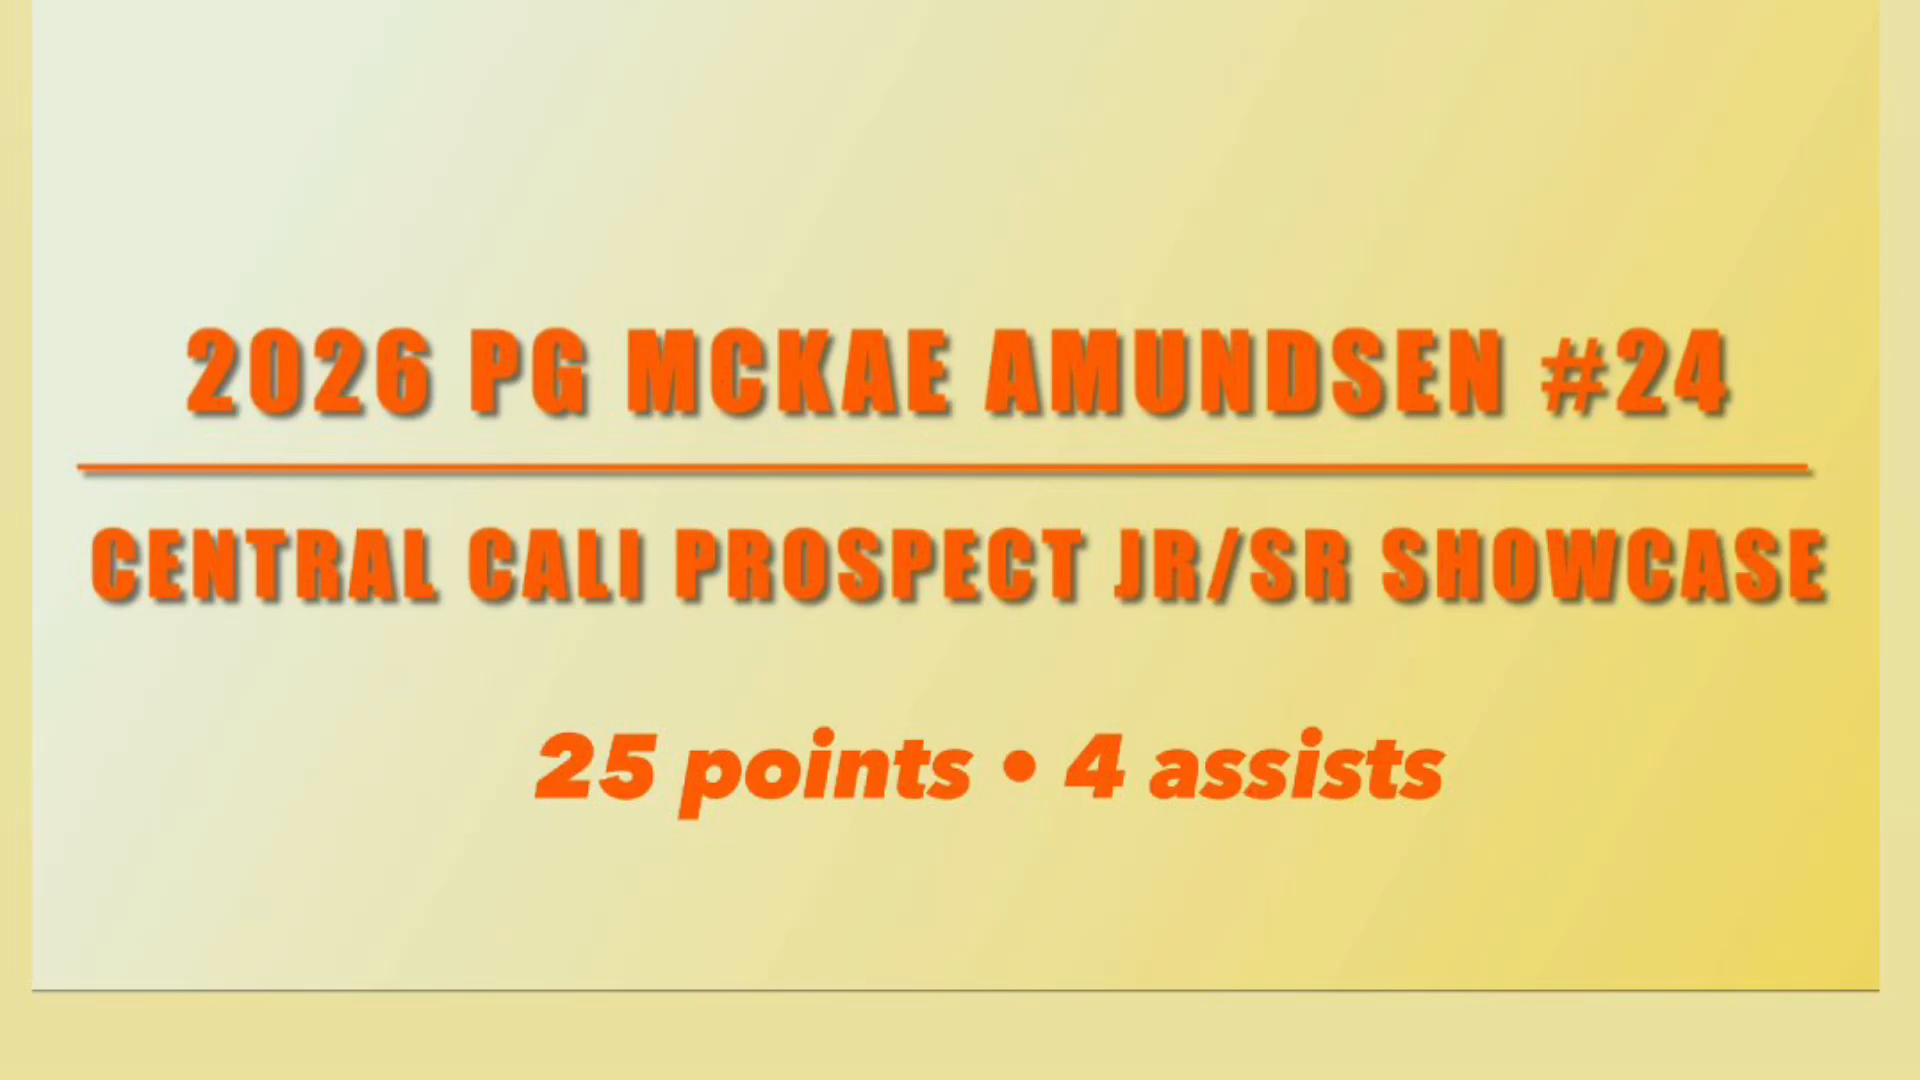 2026 PG MCKAE AMUNDSEN #24
CENTRAL CALI PROSPECT JR/SR SHOWCASE
25 points • 4 assists